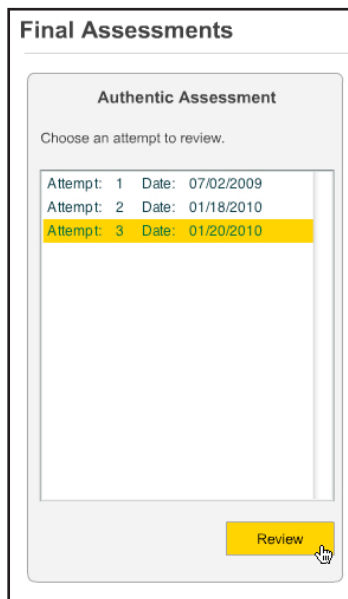 Final Assessments
Authentic Assessment
Choose an attempt to review.
Attempt: 1 Date: 07/02/2009
Attempt: 2 Date: 01/18/2010
Attempt: 3 Date: 01/20/2010
Review